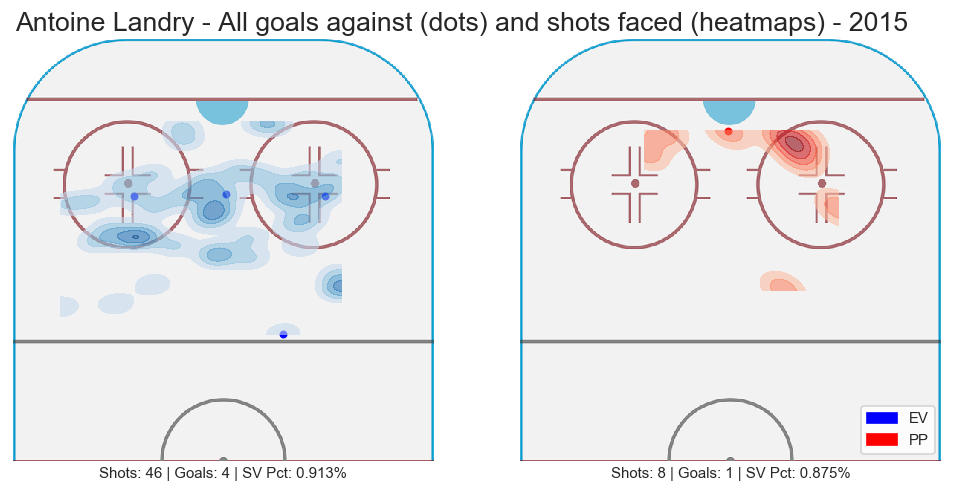 Antoine Landry - All goals against (dots) and shots faced (heatmaps) - 2015
EV
PP
Shots: 46 | Goals: 4 | SV Pct: 0.913%
Shots: 8 | Goals: 1 | SV Pct: 0.875%